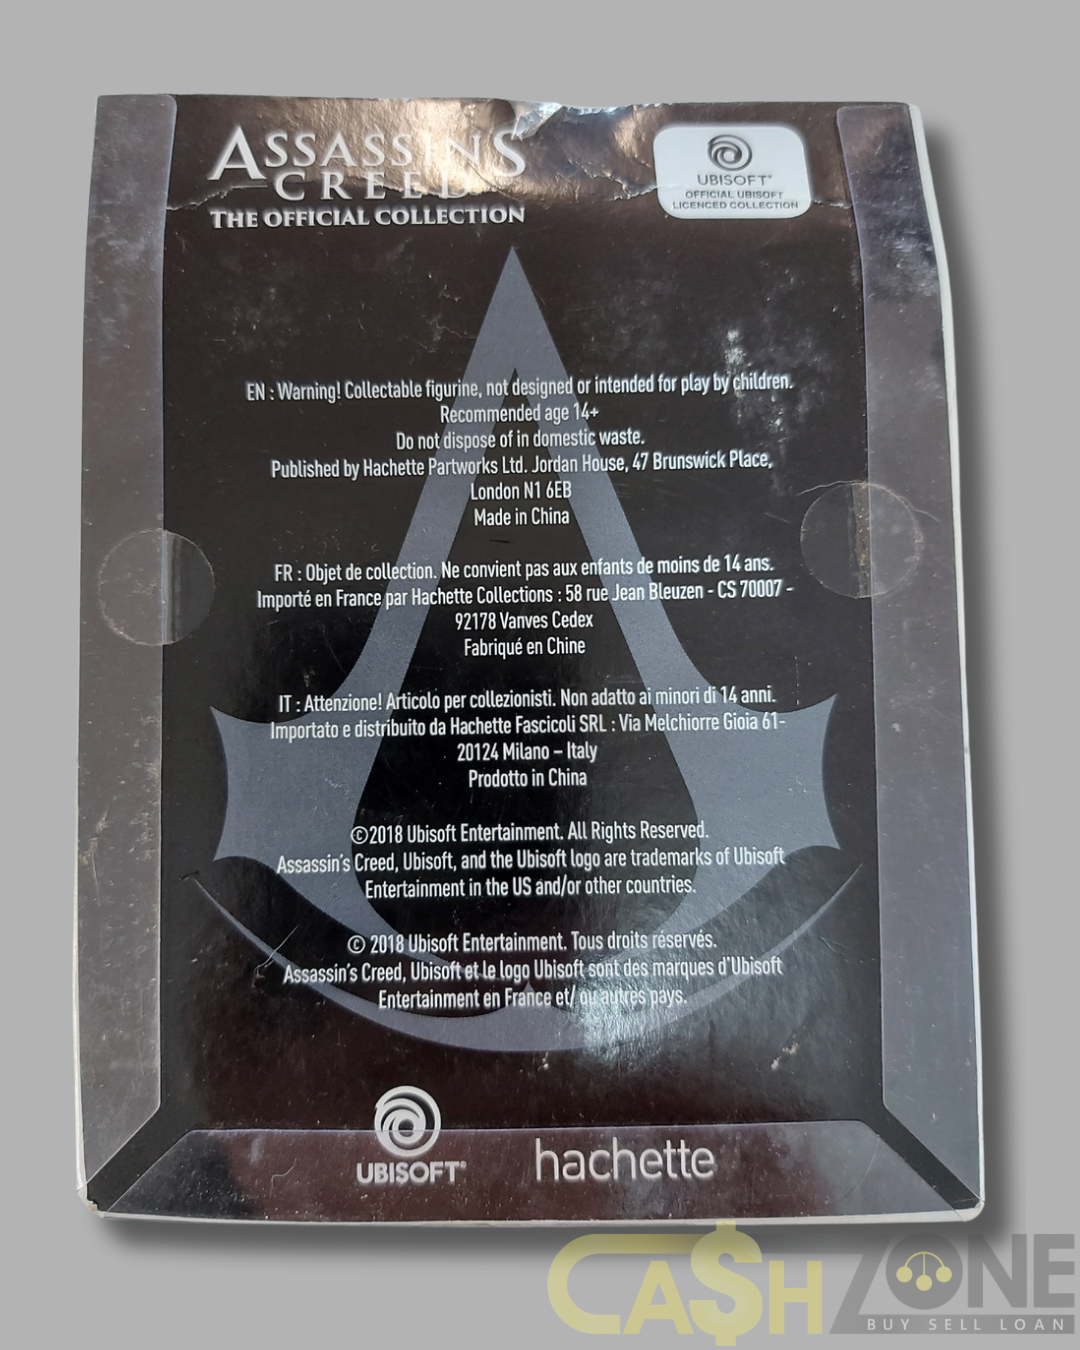 ASSASSIN'S
CREED
THE OFFICIAL COLLECTION
UBISOFT
OFFICIAL UBISOFT
LICENCED COLLECTION
EN : Warning! Collectable figurine, not designed or intended for play by children.
Recommended age 14+
Do not dispose of in domestic waste.
Published by Hachette Partworks Ltd. Jordan House, 47 Brunswick Place,
London N1 6EB
Made in China
FR : Objet de collection. Ne convient pas aux enfants de moins de 14 ans.
Importé en France par Hachette Collections : 58 rue Jean Bleuzen - CS 70007 -
92178 Vanves Cedex
Fabriqué en Chine
IT : Attenzione! Articolo per collezionisti. Non adatto ai minori di 14 anni.
Importato e distribuito da Hachette Fascicoli SRL : Via Melchiorre Gioia 61-
20124 Milano – Italy
Prodotto in China
©2018 Ubisoft Entertainment. All Rights Reserved.
Assassin's Creed, Ubisoft, and the Ubisoft logo are trademarks of Ubisoft
Entertainment in the US and/or other countries.
© 2018 Ubisoft Entertainment. Tous droits réservés.
Assassin's Creed, Ubisoft et le logo Ubisoft sont des marques d'Ubisoft
Entertainment en France et/ ou autres pays.
UBISOFT®
hachette
CA$HZONE
BUY SELL LOAN